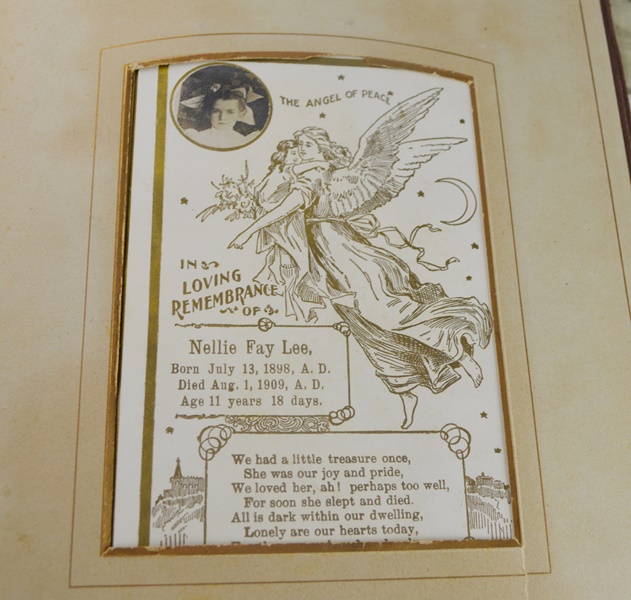 THE ANGEL OF PEACE
IN
LOVING
REMEMBRANCE
OF
Nellie Fay Lee,
Born July 13, 1898, A. D.
Died Aug. 1, 1909, A. D.
Age 11 years 18 days.
We had a little treasure once,
She was our joy and pride,
We loved her, ah! perhaps too well,
For soon she slept and died.
All is dark within our dwelling,
Lonely are our hearts today,